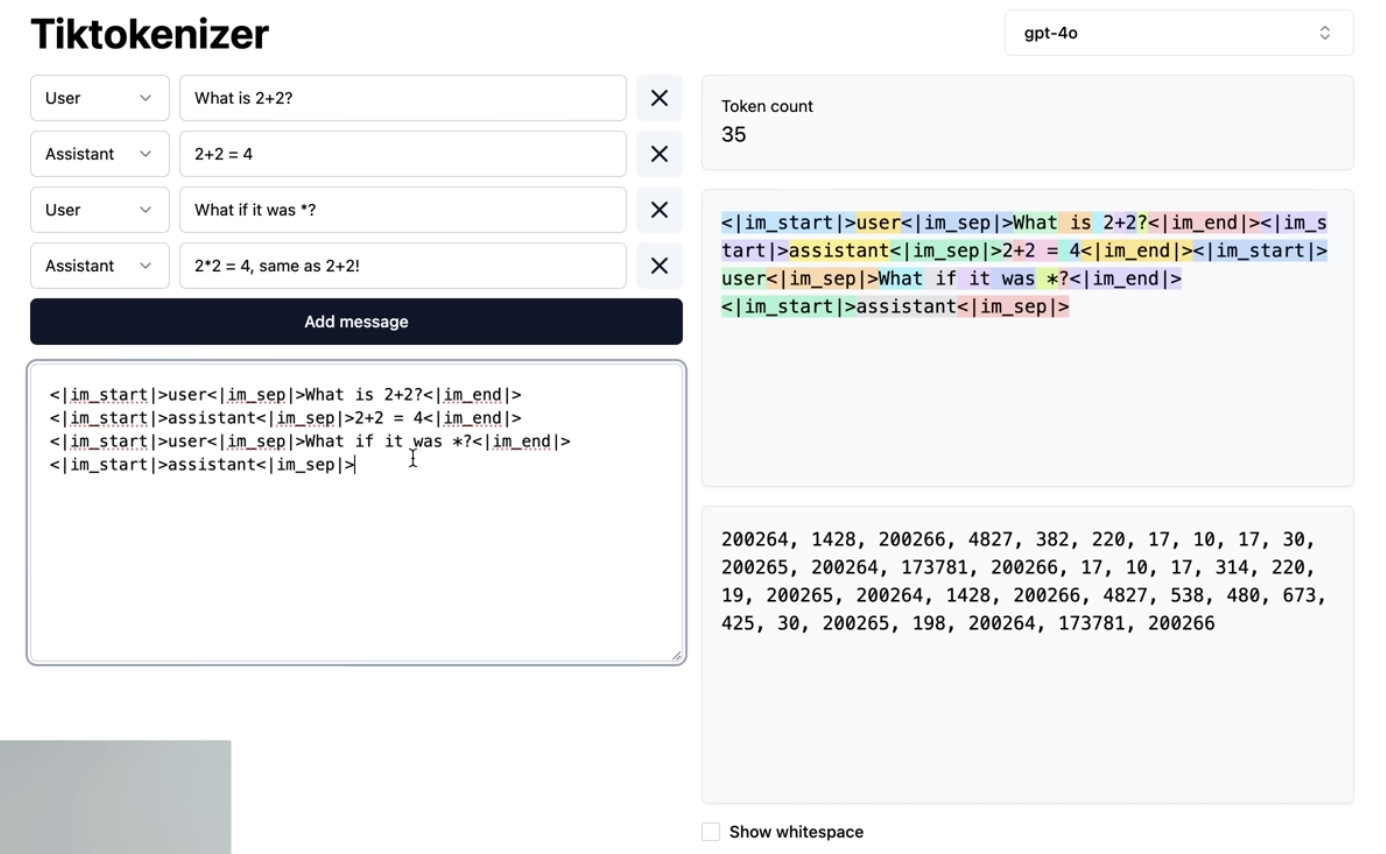 Tiktokenizer
gpt-4o
User
What is 2+2?
Assistant
2+2 = 4
User
What if it was *?
Assistant
2*2 = 4, same as 2+2!
Add message
<|im_start|>user<|im_sep|>What is 2+2?<|im_end|>
<|im_start|>assistant<|im_sep|>2+2 = 4<|im_end|>
<|im_start|>user<|im_sep|>What if it was *?<|im_end|>
<|im_start|>assistant<|im_sep|>
Token count
35
<|im_start|>user<|im_sep|>What is 2+2?<|im_end|><|im_s
tart|>assistant<|im_sep|>2+2 = 4<|im_end|><|im_start|>
user<|im_sep|>What if it was *?<|im_end|>
<|im_start|>assistant<|im_sep|>
200264, 1428, 200266, 4827, 382, 220, 17, 10, 17, 30,
200265, 200264, 173781, 200266, 17, 10, 17, 314, 220,
19, 200265, 200264, 1428, 200266, 4827, 538, 480, 673,
425, 30, 200265, 198, 200264, 173781, 200266
Show whitespace